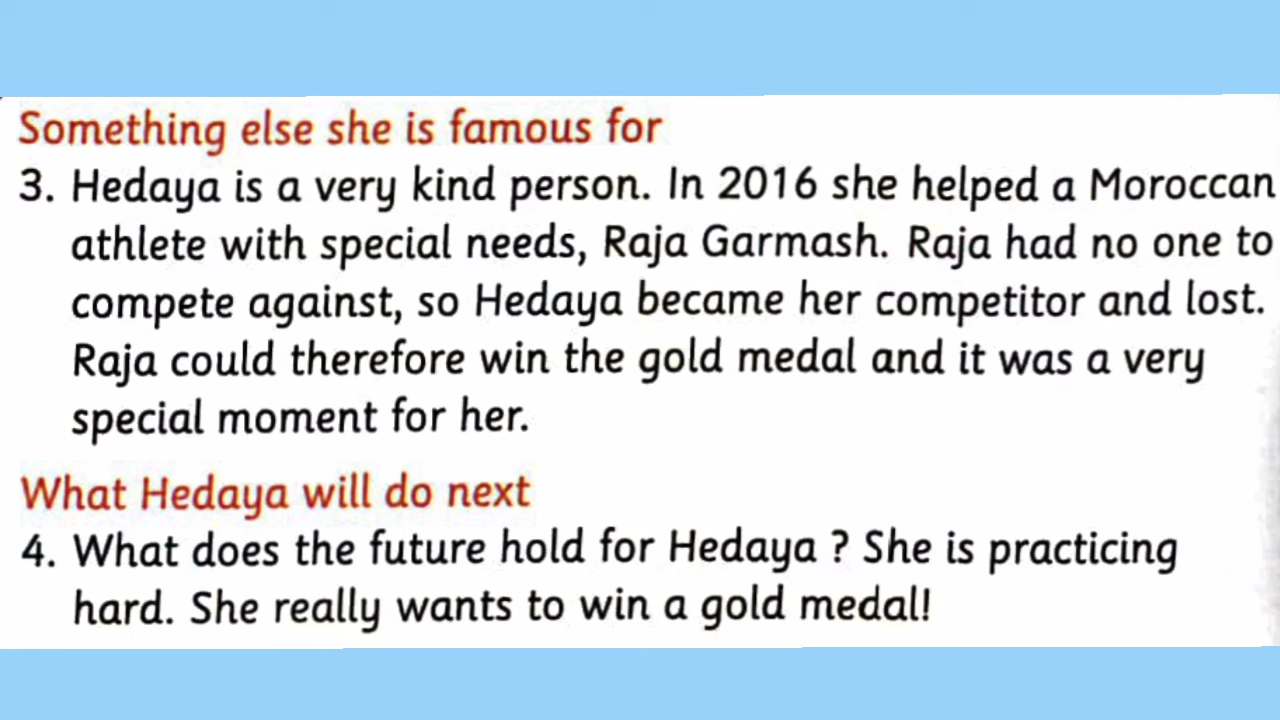 Something else she is famous for
3. Hedaya is a very kind person. In 2016 she helped a Moroccan
athlete with special needs, Raja Garmash. Raja had no one to
compete against, so Hedaya became her competitor and lost.
Raja could therefore win the gold medal and it was a very
special moment for her.
What Hedaya will do next
4. What does the future hold for Hedaya ? She is practicing
hard. She really wants to win a gold medal!